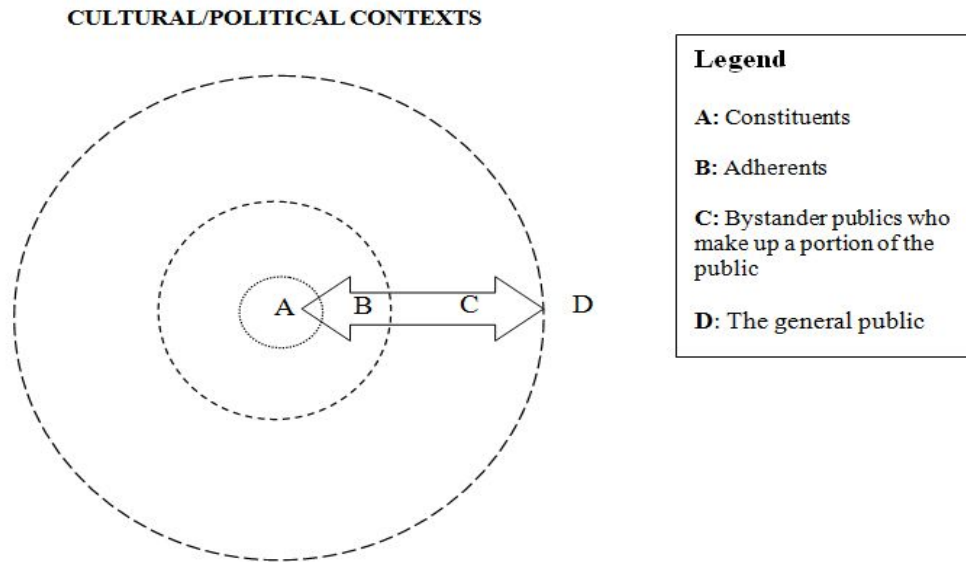 CULTURAL/POLITICAL CONTEXTS
A
B
C
D
Legend
A: Constituents
B: Adherents
C: Bystander publics who
make up a portion of the
public
D: The general public